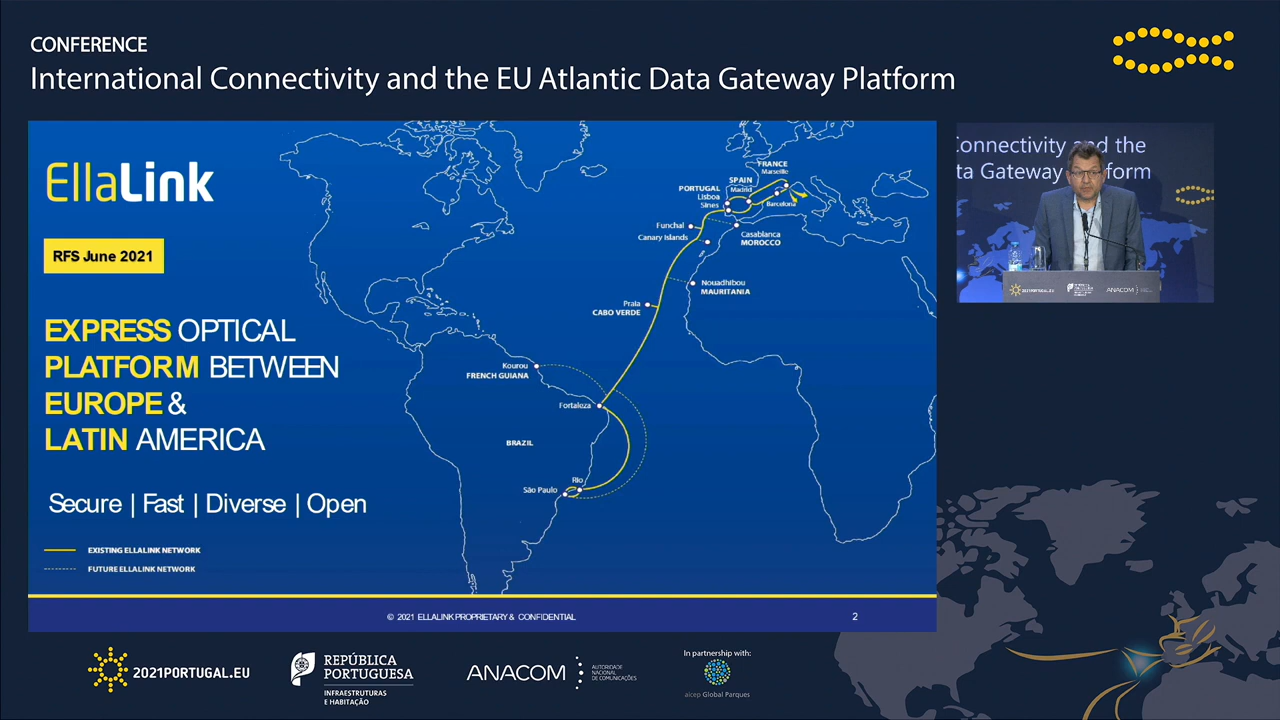 CONFERENCE
International Connectivity and the EU Atlantic Data Gateway Platform
EllaLink
RFS June 2021
EXPRESS OPTICAL
PLATFORM BETWEEN
EUROPE &
LATIN AMERICA
Secure | Fast | Diverse | Open
EXISTING ELLALINK NETWORK
FUTURE ELLALINK NETWORK
FRANCE
Marseille
SPAIN
Madrid
Barcelona
PORTUGAL
Lisboa
Sines
Funchal
Canary Islands
Casablanca
MOROCCO
Nouadhibou
MAURITANIA
Praia
CABO VERDE
Kourou
FRENCH GUIANA
Fortaleza
BRAZIL
Rio
São Paulo
© 2021 ELLALINK PROPRIETARY & CONFIDENTIAL
2
Connectivity and the
ta Gateway
2021PORTUGAL.EU
ANACOM
2021PORTUGAL.EU
REPÚBLICA
PORTUGUESA
INFRAESTRUTURAS
E HABITAÇÃO
ANACOM
AUTORIDADE
NACIONAL
DE COMUNICAÇÕES
In partnership with:
aicep Global Parques